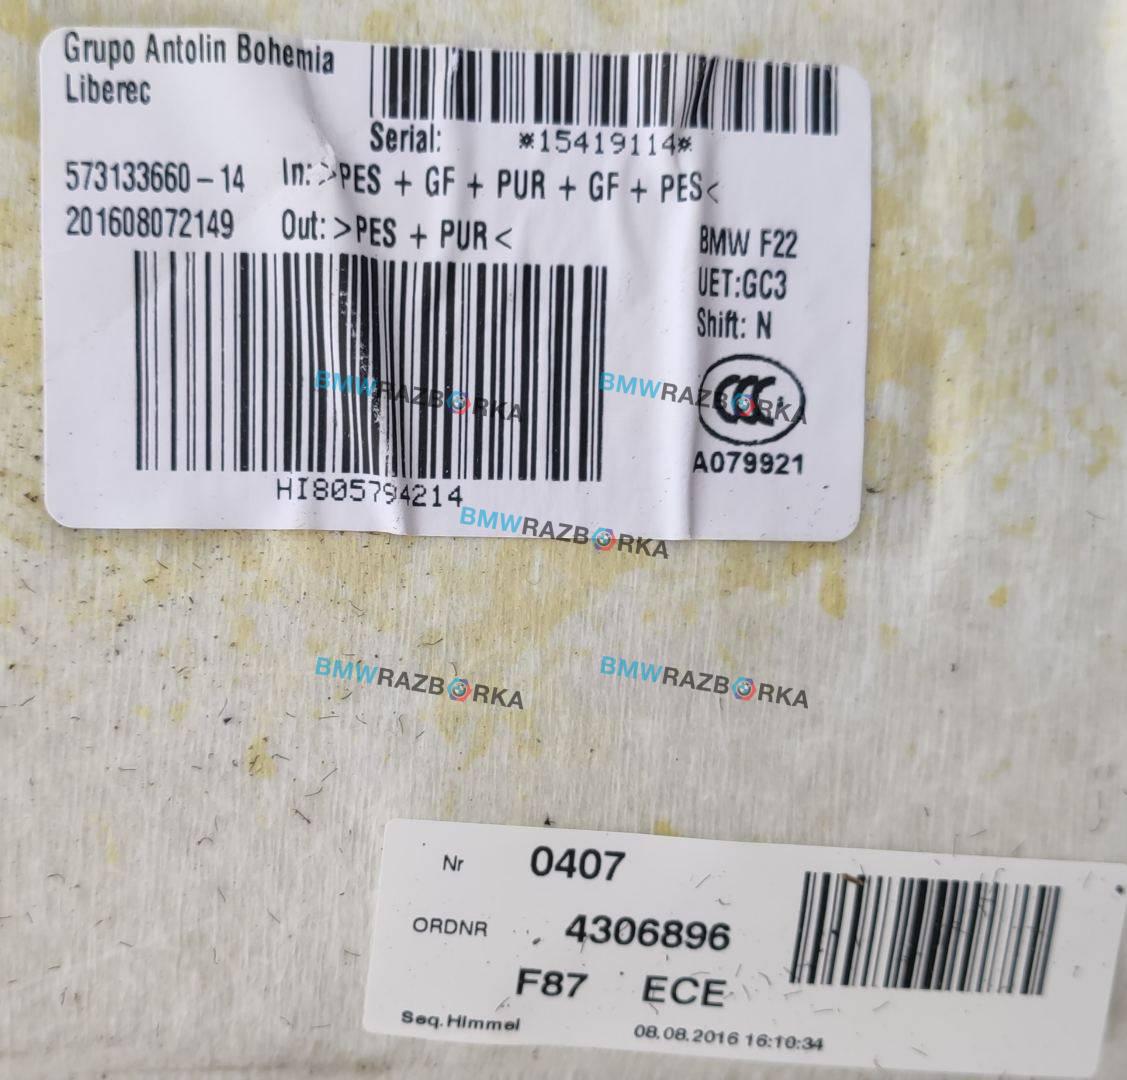 Grupo Antolin Bohemia
Liberec
Serial: *15419114*
573133660-14 In: >PES + GF + PUR + GF + PES<
201608072149 Out: >PES + PUR<
BMW F22
UET:GC3
Shift: N
CCC i
A079921
HI805794214
BMWRAZBORKA
BMWRAZBORKA
BMWRAZBORKA
BMWRAZBORKA
BMWRAZBORKA
Nr 0407
ORDNR 4306896
F87 ECE
Seq.Himmel 08.08.2016 16:10:34